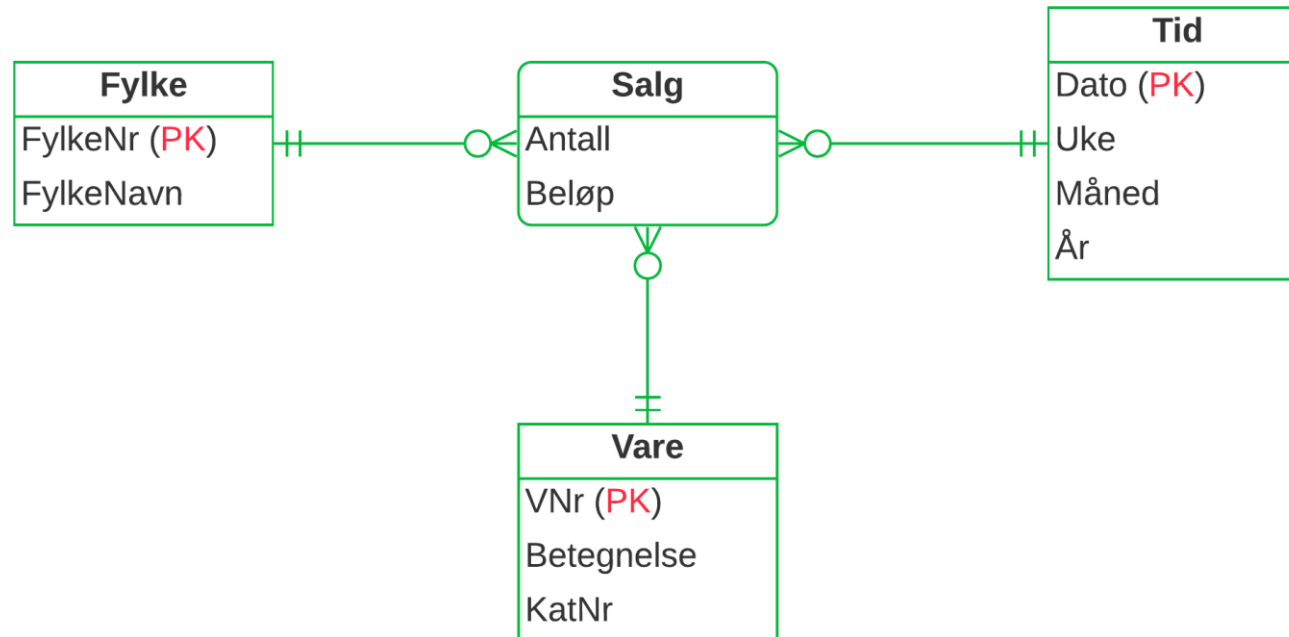 Fylke
FylkeNr (PK)
FylkeNavn
Salg
Antall
Beløp
Tid
Dato (PK)
Uke
Måned
År
Vare
VNr (PK)
Betegnelse
KatNr